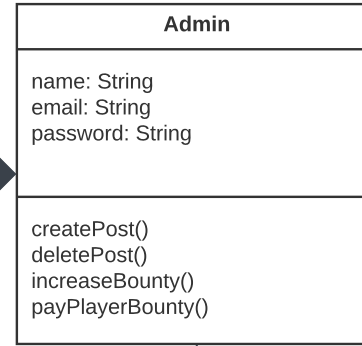 Admin
name: String
email: String
password: String
createPost()
deletePost()
increaseBounty()
payPlayerBounty()